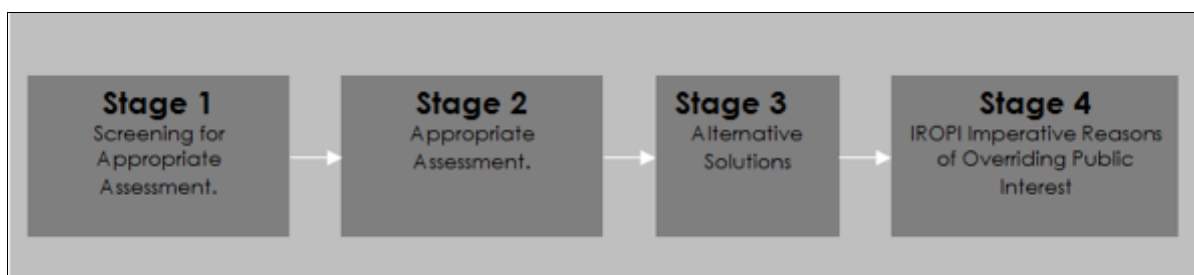 Stage 1
Screening for
Appropriate
Assessment.
Stage 2
Appropriate
Assessment.
Stage 3
Alternative
Solutions
Stage 4
IROPI Imperative Reasons
of Overriding Public
Interest